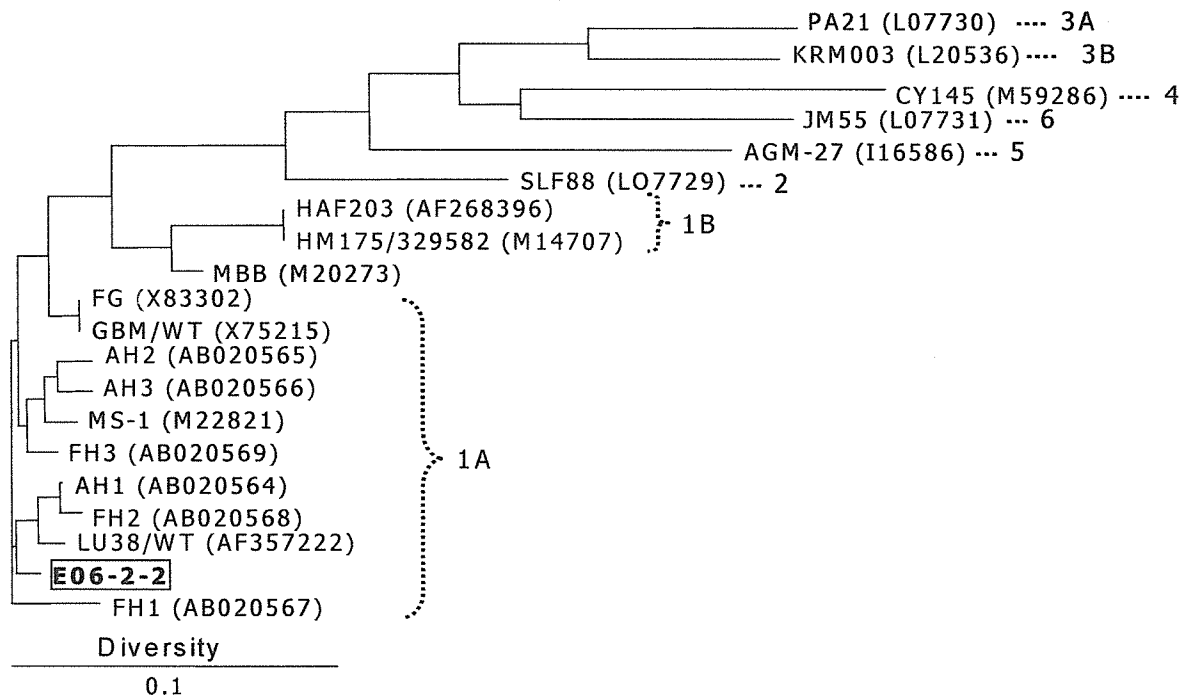 PA21 (L07730) ---- 3A
KRM003 (L20536) ---- 3B
CY145 (M59286) ---- 4
JM55 (L07731) --- 6
AGM-27 (I16586) --- 5
SLF88 (LO7729) --- 2
HAF203 (AF268396)
1B
HM175/329582 (M14707)
MBB (M20273)
FG (X83302)
GBM/WT (X75215)
AH2 (AB020565)
AH3 (AB020566)
MS-1 (M22821)
FH3 (AB020569)
1A
AH1 (AB020564)
FH2 (AB020568)
LU38/WT (AF357222)
E06-2-2
FH1 (AB020567)
Diversity
0.1